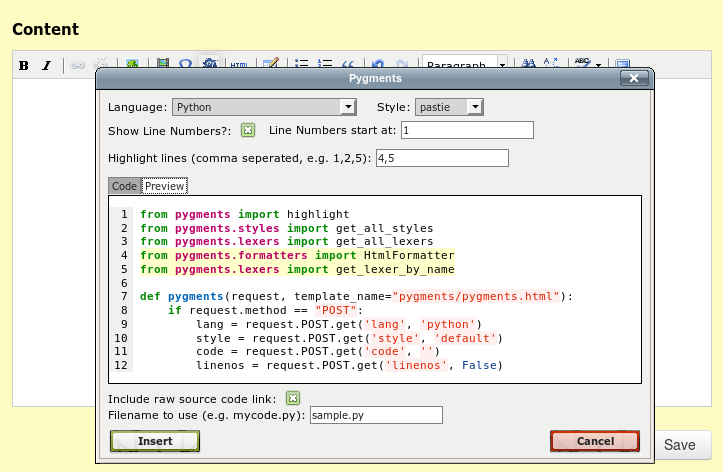 Content
B I HTML Paragraph ABC
Pygments
Language: Python Style: pastie
Show Line Numbers?: Line Numbers start at: 1
Highlight lines (comma seperated, e.g. 1,2,5): 4,5
Code Preview
1 from pygments import highlight
2 from pygments.styles import get_all_styles
3 from pygments.lexers import get_all_lexers
4 from pygments.formatters import HtmlFormatter
5 from pygments.lexers import get_lexer_by_name
6
7 def pygments(request, template_name="pygments/pygments.html"):
8     if request.method == "POST":
9         lang = request.POST.get('lang', 'python')
10         style = request.POST.get('style', 'default')
11         code = request.POST.get('code', '')
12         linenos = request.POST.get('linenos', False)
Include raw source code link:
Filename to use (e.g. mycode.py): sample.py
Insert Cancel
Save